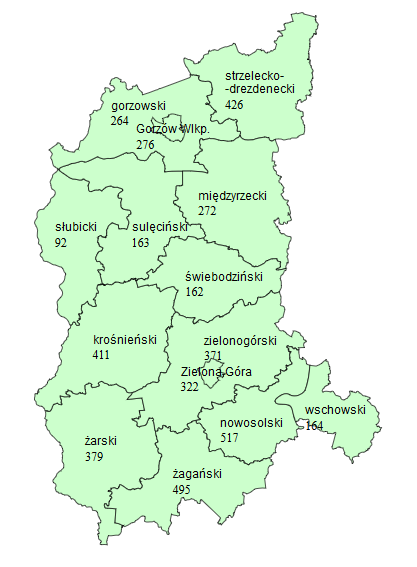 strzelecko-
-drezdenecki
426
gorzowski
264
Gorzów Wlkp.
276
międzyrzecki
272
słubicki
92
sulęciński
163
świebodziński
162
krośnieński
411
zielonogórski
371
Zielona Góra
322
nowosolski
517
wschowski
164
żarski
379
żagański
495